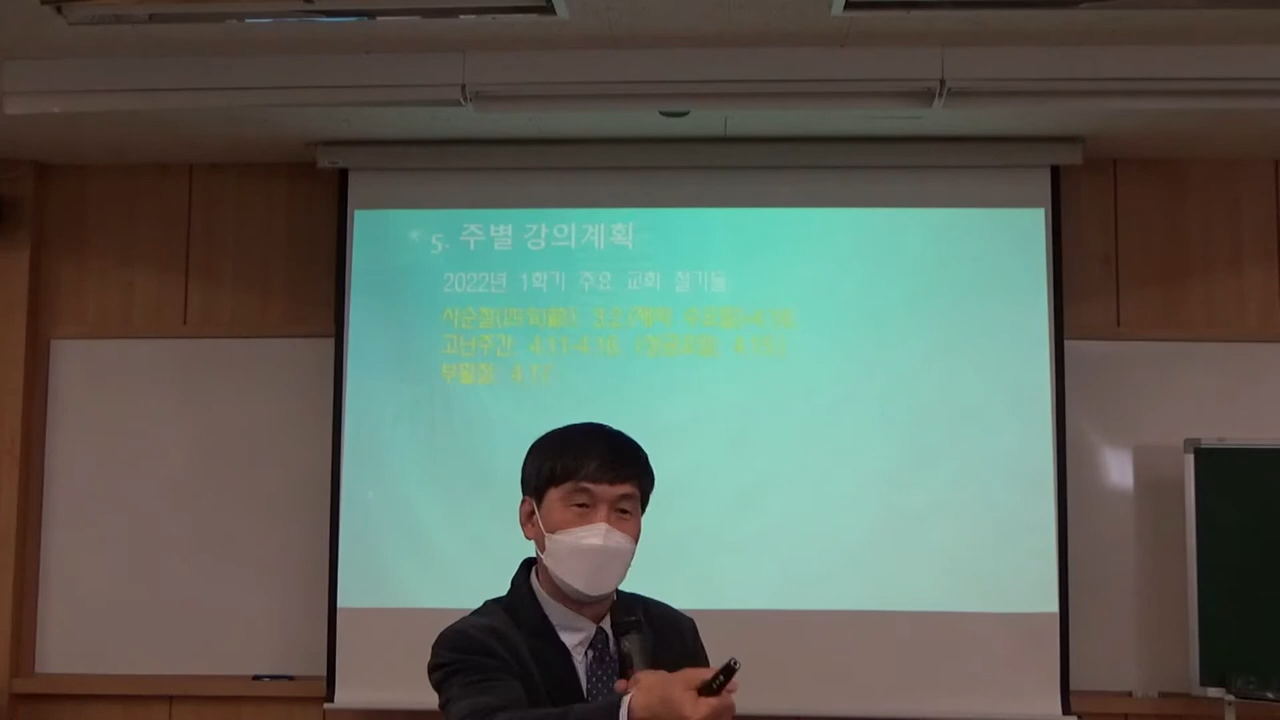 5. 주별 강의계획
2022년 1학기 주요 교회 절기들
사순절(四旬節): 3.2.(재의 수요일)-4.16.
고난주간: 4.11-4.16. (성금요일: 4.15.)
부활절: 4.17.